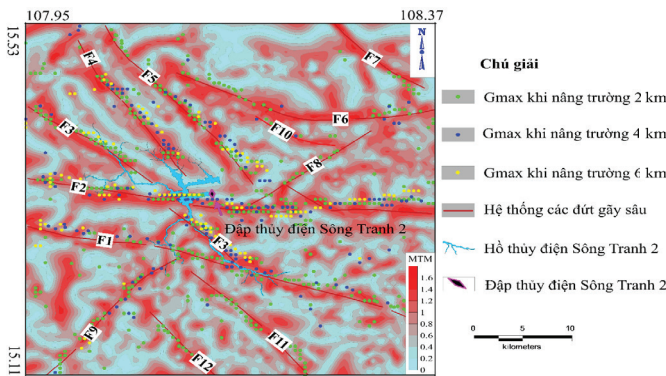 107.95
108.37
15.53
15.11
N
F4
F5
F7
F6
F10
F8
F3
F2
F1
F3
F9
F12
F11
Đập thủy điện Sông Tranh 2
MTM
1.6
1.4
1.2
1
0.8
0.6
0.4
0.2
0
Chú giải
Gmax khi nâng trường 2 km
Gmax khi nâng trường 4 km
Gmax khi nâng trường 6 km
Hệ thống các đứt gãy sâu
Hồ thủy điện Sông Tranh 2
Đập thủy điện Sông Tranh 2
0 5 10
kilometers